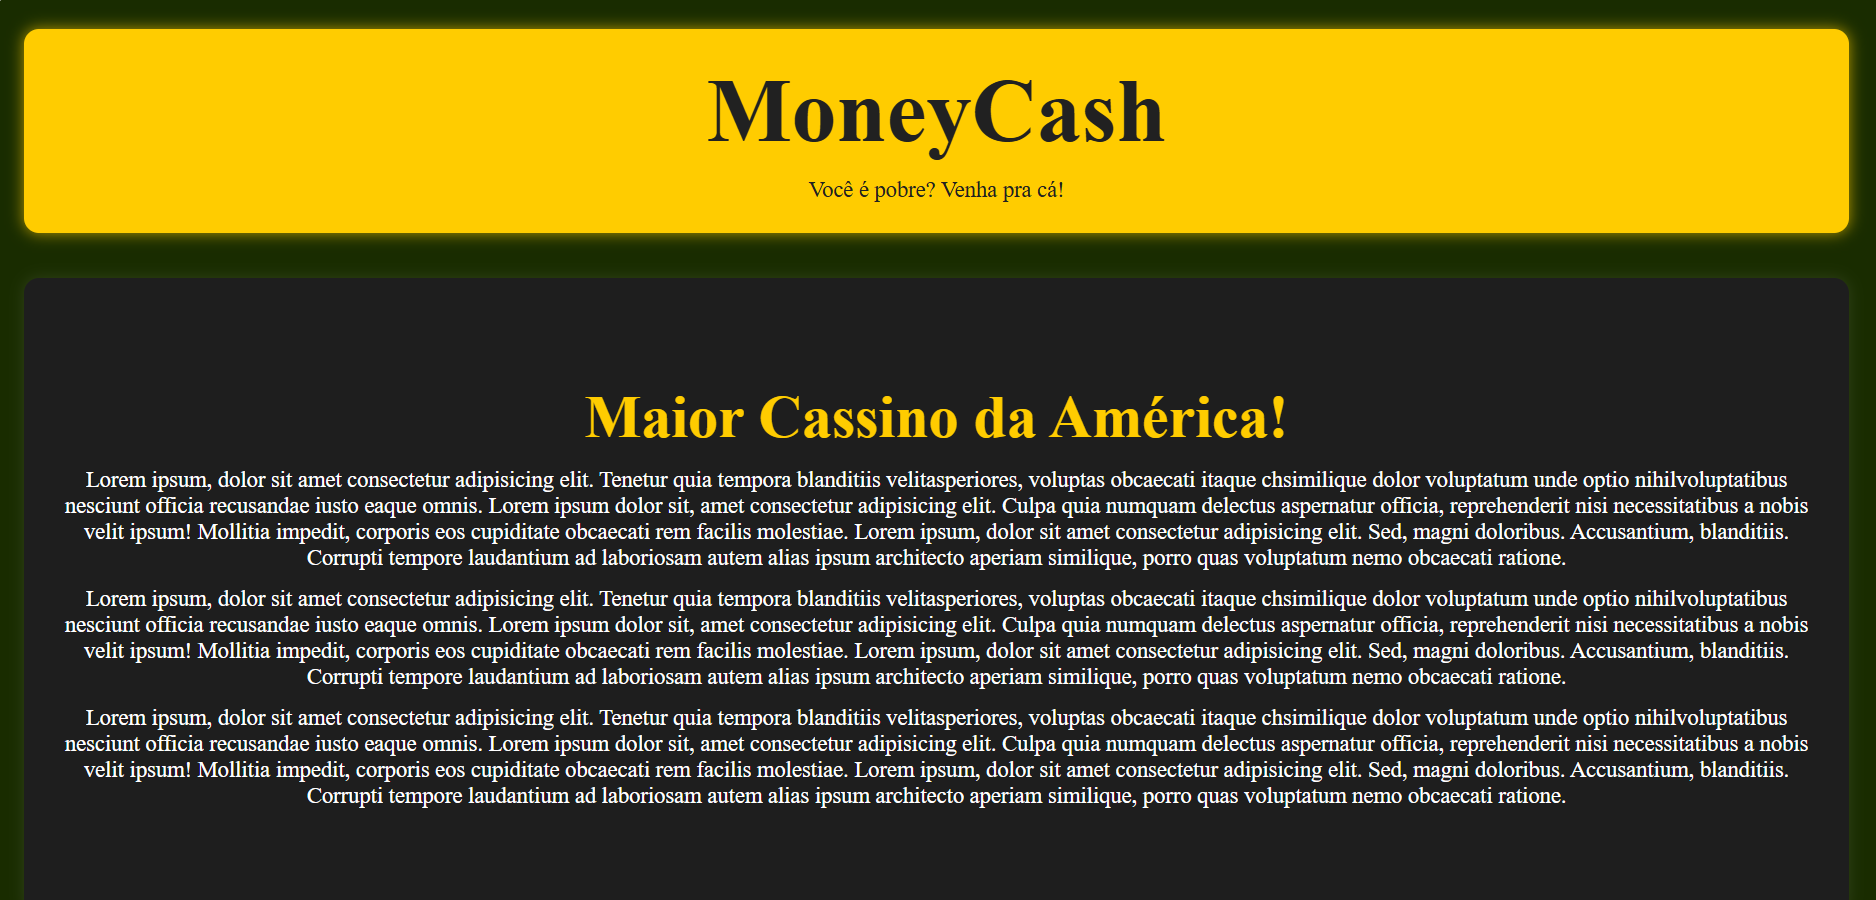 MoneyCash
Você é pobre? Venha pra cá!
Maior Cassino da América!
Lorem ipsum, dolor sit amet consectetur adipisicing elit. Tenetur quia tempora blanditiis velitasperiores, voluptas obcaecati itaque chsimilique dolor voluptatum unde optio nihilvoluptatibus
nesciunt officia recusandae iusto eaque omnis. Lorem ipsum dolor sit, amet consectetur adipisicing elit. Culpa quia numquam delectus aspernatur officia, reprehenderit nisi necessitatibus a nobis
velit ipsum! Mollitia impedit, corporis eos cupiditate obcaecati rem facilis molestiae. Lorem ipsum, dolor sit amet consectetur adipisicing elit. Sed, magni doloribus. Accusantium, blanditiis.
Corrupti tempore laudantium ad laboriosam autem alias ipsum architecto aperiam similique, porro quas voluptatum nemo obcaecati ratione.
Lorem ipsum, dolor sit amet consectetur adipisicing elit. Tenetur quia tempora blanditiis velitasperiores, voluptas obcaecati itaque chsimilique dolor voluptatum unde optio nihilvoluptatibus
nesciunt officia recusandae iusto eaque omnis. Lorem ipsum dolor sit, amet consectetur adipisicing elit. Culpa quia numquam delectus aspernatur officia, reprehenderit nisi necessitatibus a nobis
velit ipsum! Mollitia impedit, corporis eos cupiditate obcaecati rem facilis molestiae. Lorem ipsum, dolor sit amet consectetur adipisicing elit. Sed, magni doloribus. Accusantium, blanditiis.
Corrupti tempore laudantium ad laboriosam autem alias ipsum architecto aperiam similique, porro quas voluptatum nemo obcaecati ratione.
Lorem ipsum, dolor sit amet consectetur adipisicing elit. Tenetur quia tempora blanditiis velitasperiores, voluptas obcaecati itaque chsimilique dolor voluptatum unde optio nihilvoluptatibus
nesciunt officia recusandae iusto eaque omnis. Lorem ipsum dolor sit, amet consectetur adipisicing elit. Culpa quia numquam delectus aspernatur officia, reprehenderit nisi necessitatibus a nobis
velit ipsum! Mollitia impedit, corporis eos cupiditate obcaecati rem facilis molestiae. Lorem ipsum, dolor sit amet consectetur adipisicing elit. Sed, magni doloribus. Accusantium, blanditiis.
Corrupti tempore laudantium ad laboriosam autem alias ipsum architecto aperiam similique, porro quas voluptatum nemo obcaecati ratione.